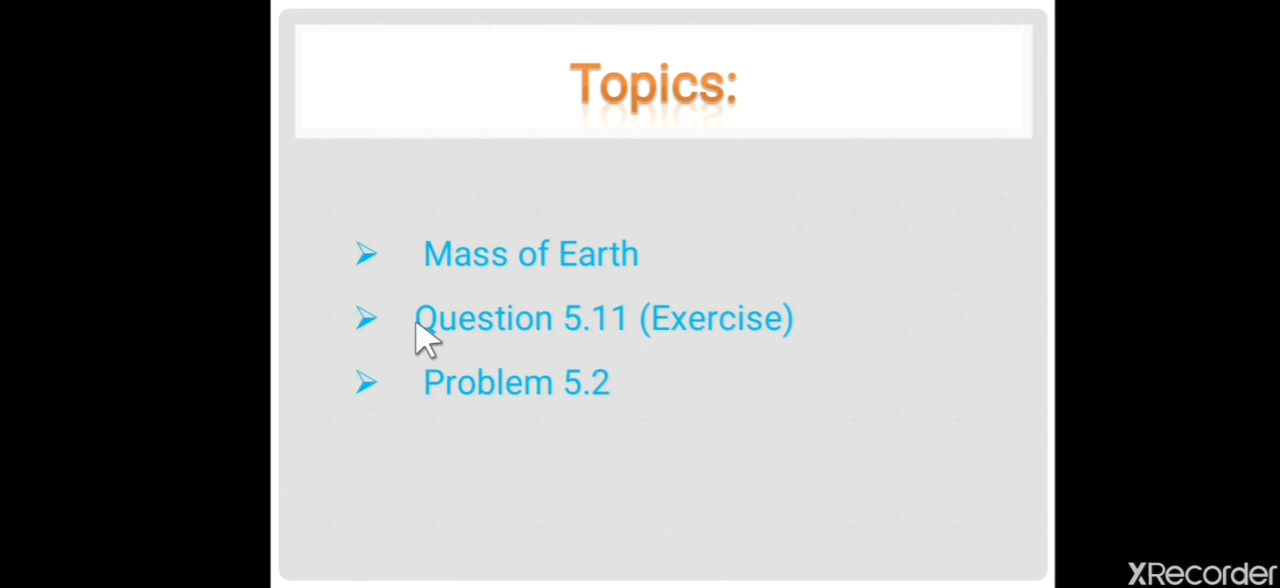 Topics:
➢ Mass of Earth
➢ Question 5.11 (Exercise)
➢ Problem 5.2
XRecorder